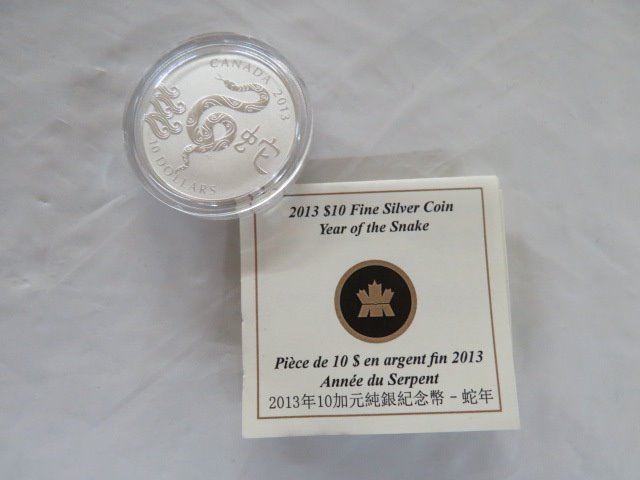 CANADA 2013
蛇
10 DOLLARS
2013 $10 Fine Silver Coin
Year of the Snake
Pièce de 10 $ en argent fin 2013
Année du Serpent
2013年10加元純銀紀念幣 - 蛇年